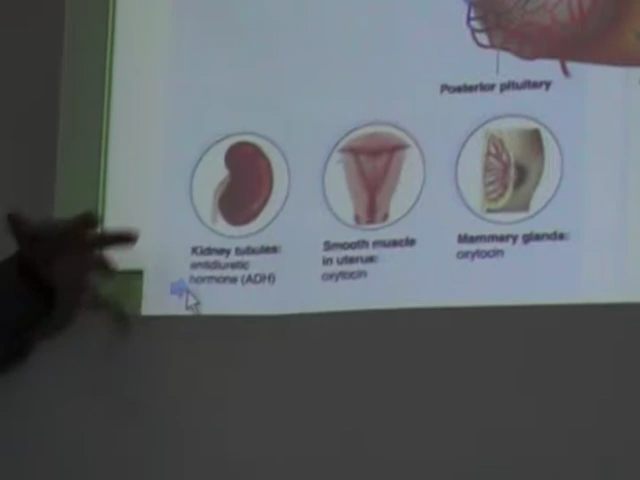 Posterior pituitary
Kidney tubules:
antidiuretic
hormone (ADH)
Smooth muscle
in uterus:
oxytocin
Mammary glands:
oxytocin